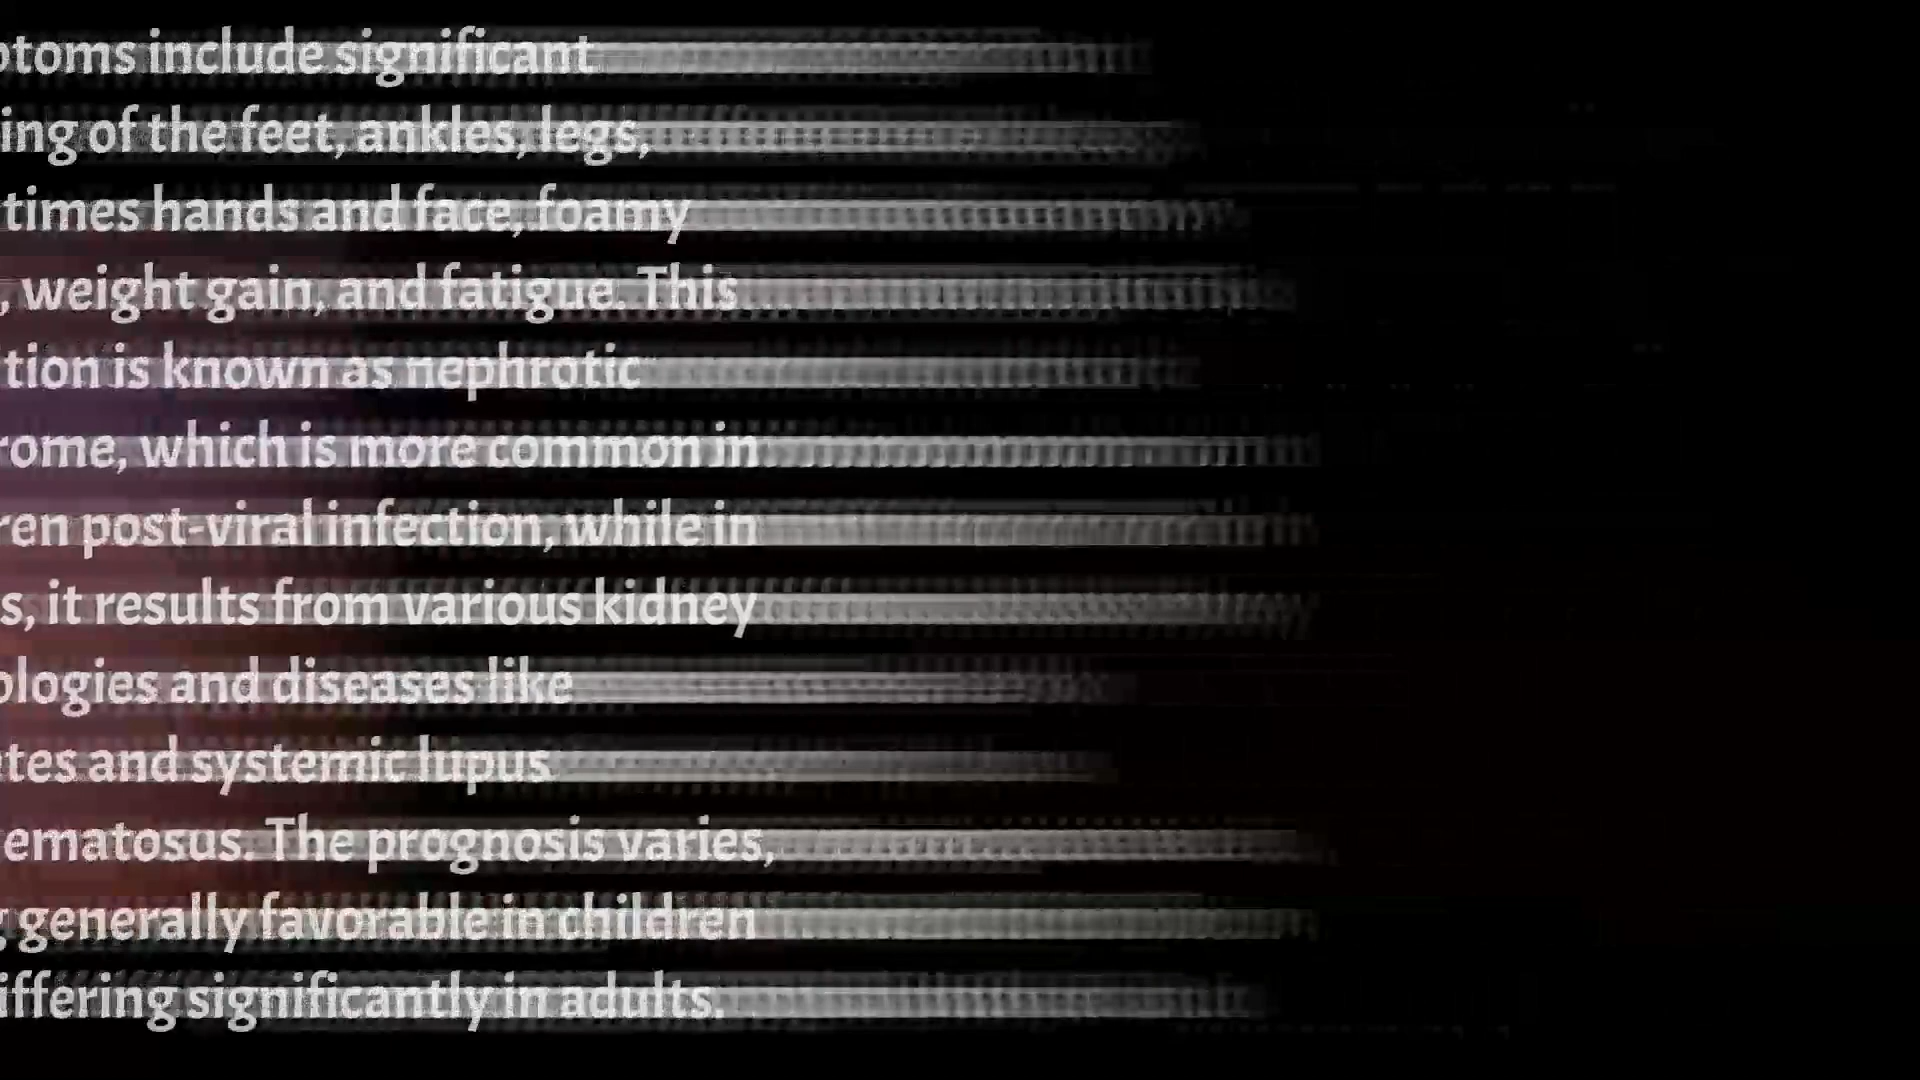 ptoms include significant
ing of the feet, ankles, legs,
times hands and face, foamy
, weight gain, and fatigue. This
tion is known as nephrotic
rome, which is more common in
ren post-viral infection, while in
s, it results from various kidney
ologies and diseases like
etes and systemic lupus
ematosus. The prognosis varies,
g generally favorable in children
iffering significantly in adults.